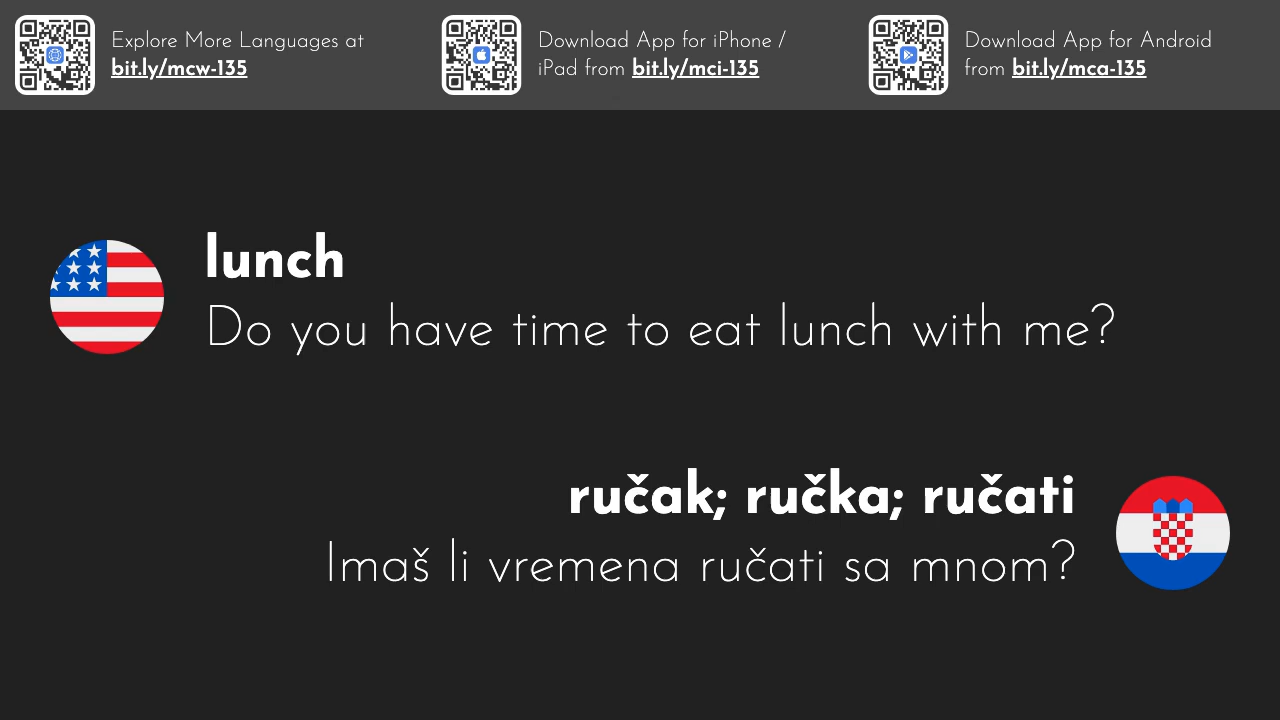 Explore More Languages at
bit.ly/mcw-135
Download App for iPhone /
iPad from bit.ly/mci-135
Download App for Android
from bit.ly/mca-135
lunch
Do you have time to eat lunch with me?
ručak; ručka; ručati
Imaš li vremena ručati sa mnom?